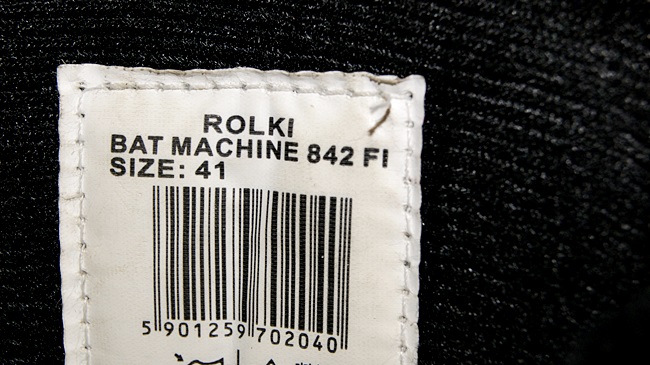 ROLKI
BAT MACHINE 842 FI
SIZE: 41
5 901259 702040